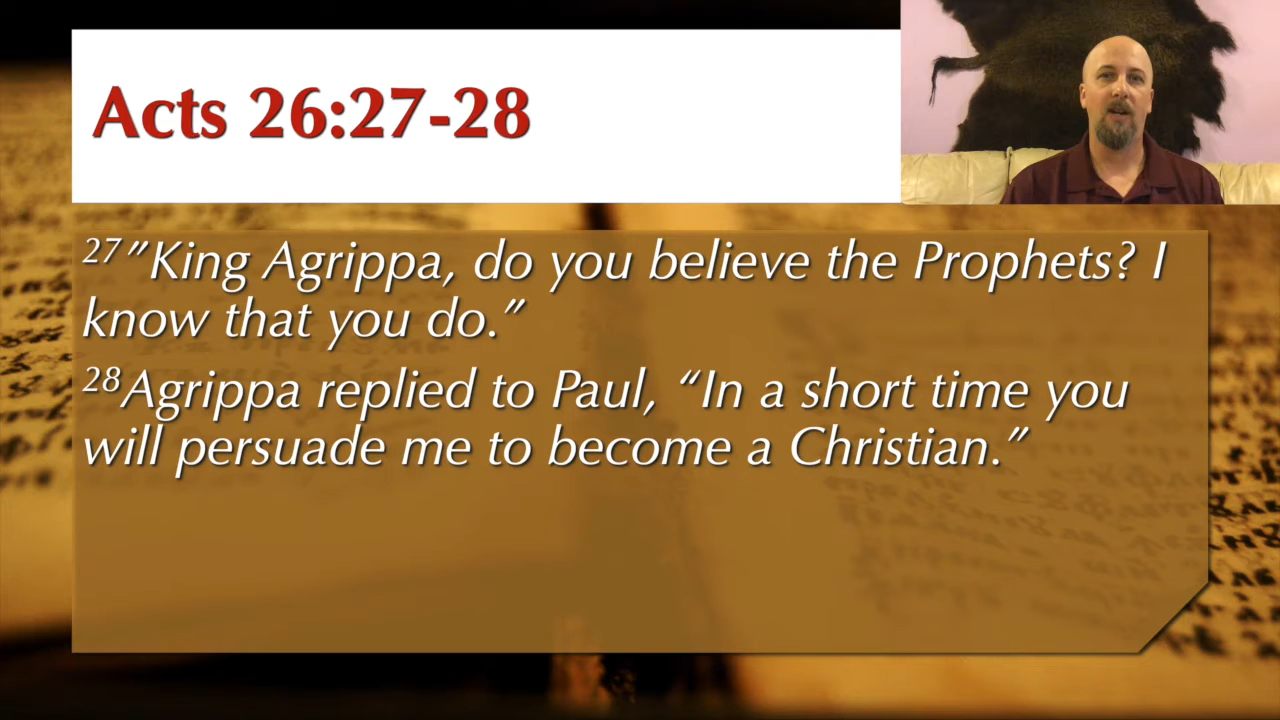 Acts 26:27-28
27"King Agrippa, do you believe the Prophets? I
know that you do."
28Agrippa replied to Paul, “In a short time you
will persuade me to become a Christian.”